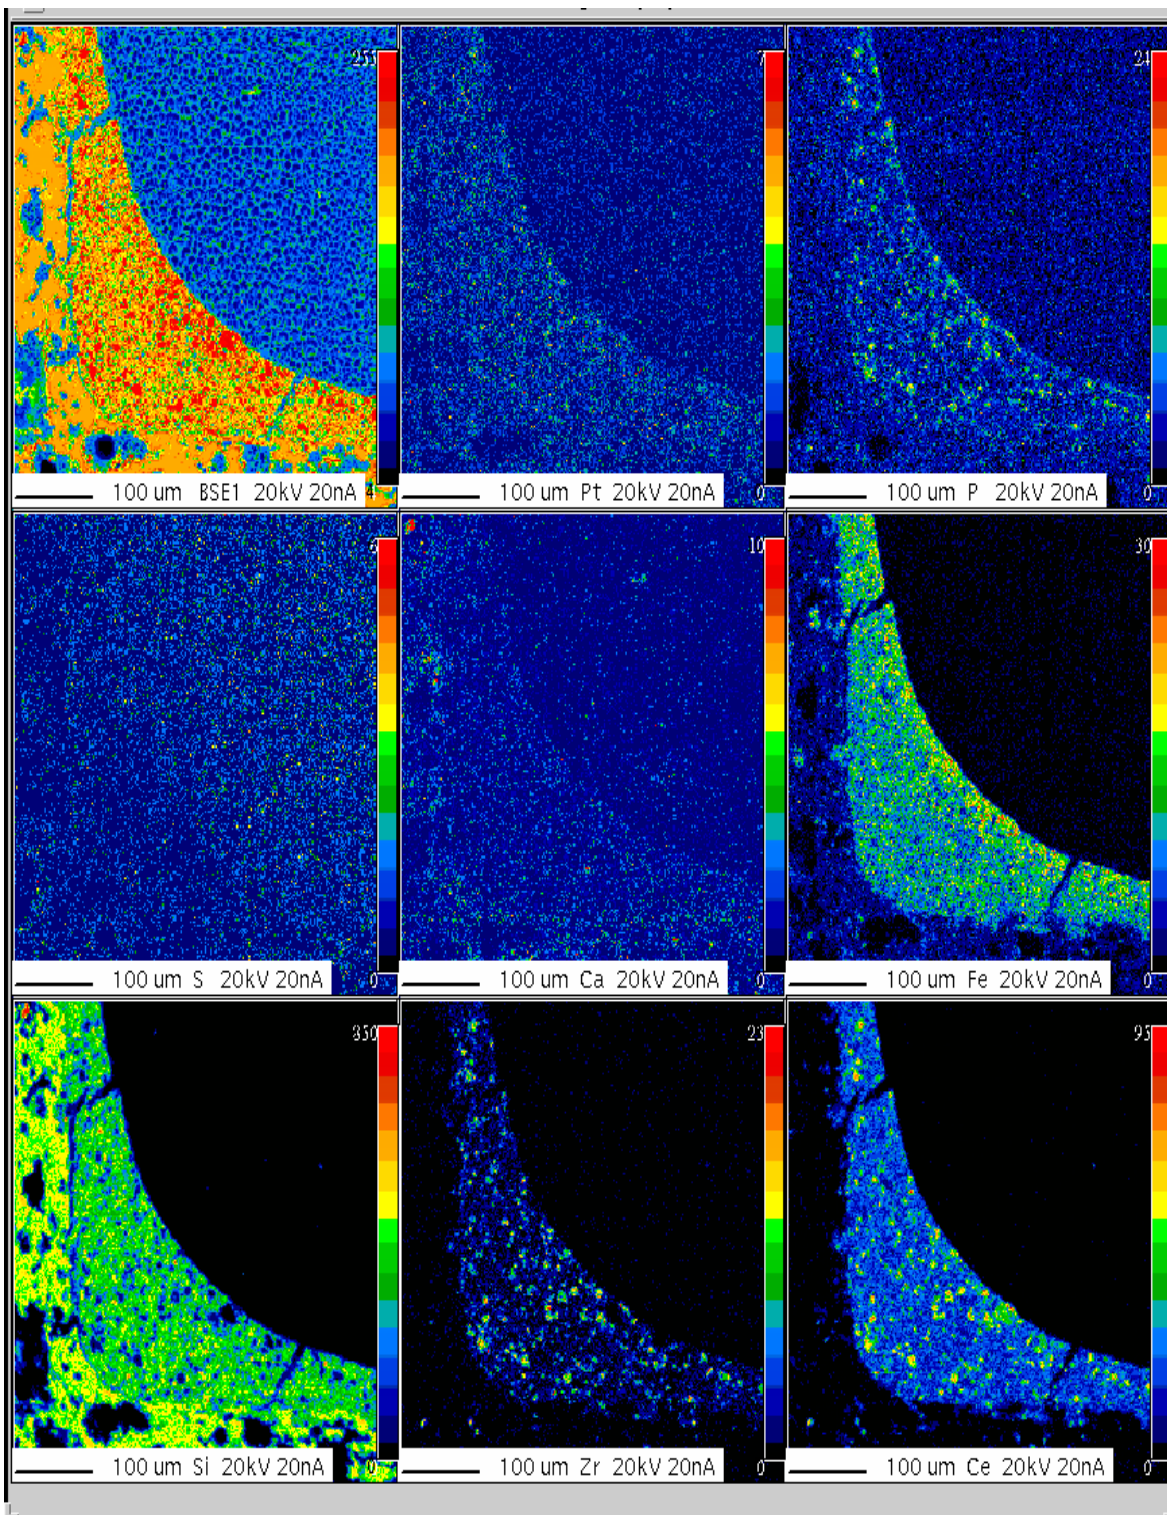 255
7
24
100 um BSE1 20kV 20nA 4
100 um Pt 20kV 20nA 0
100 um P 20kV 20nA 0
6
10
30
100 um S 20kV 20nA 0
100 um Ca 20kV 20nA 0
100 um Fe 20kV 20nA 0
350
23
95
100 um Si 20kV 20nA 0
100 um Zr 20kV 20nA 0
100 um Ce 20kV 20nA 0